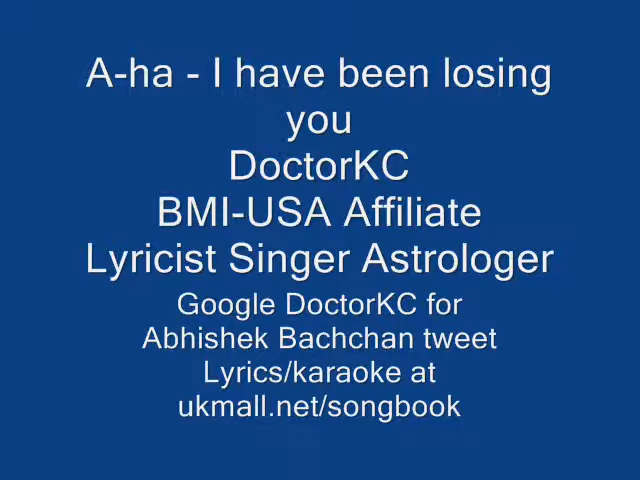 A-ha - I have been losing
you
DoctorKC
BMI-USA Affiliate
Lyricist Singer Astrologer
Google DoctorKC for
Abhishek Bachchan tweet
Lyrics/karaoke at
ukmall.net/songbook